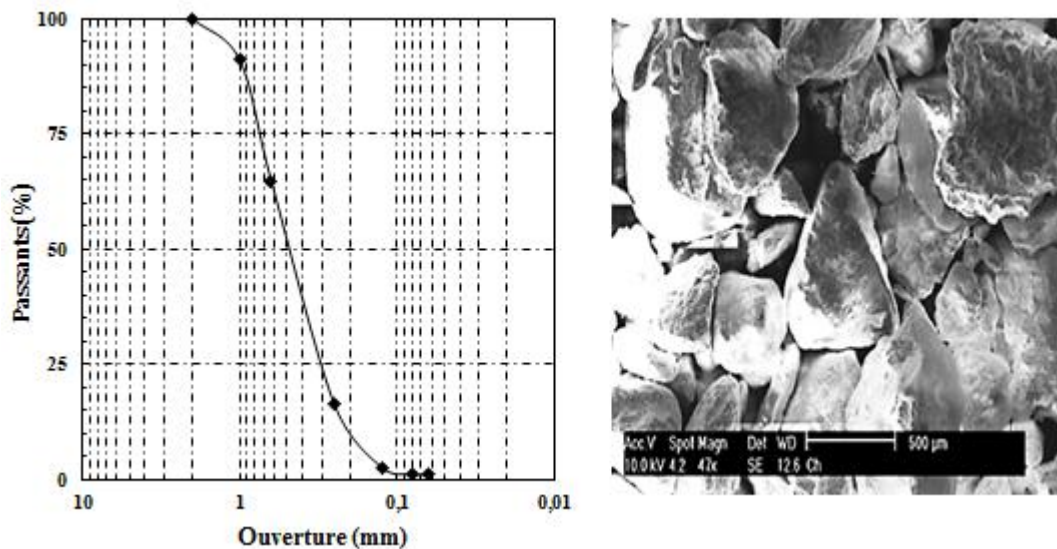 100
75
50
25
0
Passants(%)
10
1
0,1
0,01
Ouverture (mm)
Acc.V Spot Magn Det WD 500 µm
10.0 kV 4.2 47x SE 12.6 Ch